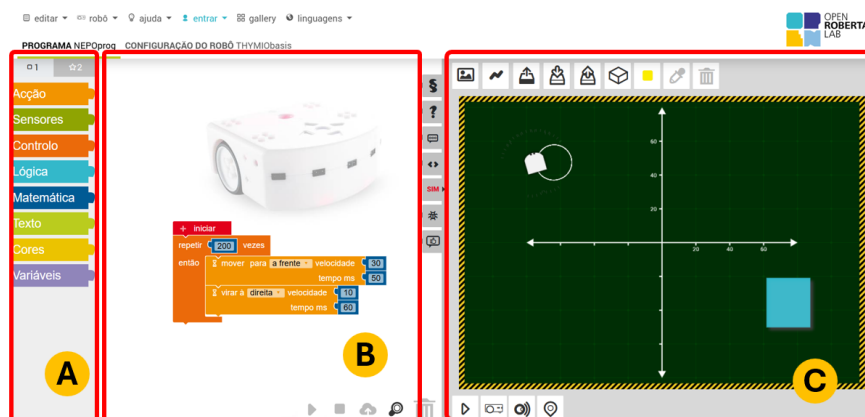 editar robô ajuda entrar gallery linguagens
OPEN
ROBERTA
LAB
PROGRAMA NEPOprog CONFIGURAÇÃO DO ROBÔ THYMIObasis
1 2
Acção
Sensores
Controlo
Lógica
Matemática
Texto
Cores
Variáveis
+ iniciar
repetir 200 vezes
então mover para a frente velocidade 30
tempo ms 50
virar à direita velocidade 10
tempo ms 60
§
?
SIM
60
40
20
20 40 60
A
B
C